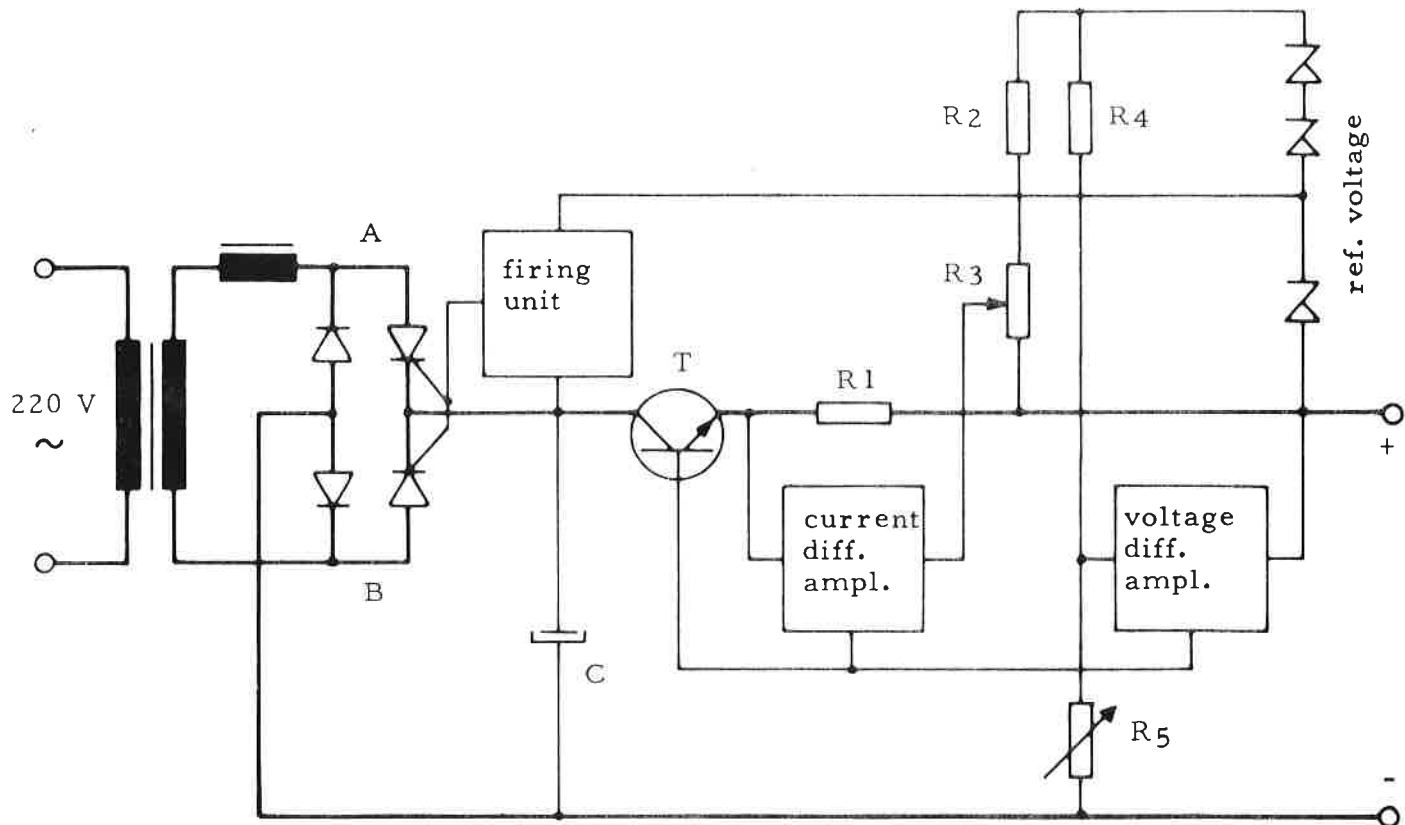 R2
R4
ref. voltage
A
firing
unit
R3
T
R1
220 V
~
+
current
diff.
ampl.
voltage
diff.
ampl.
B
C
R5
-